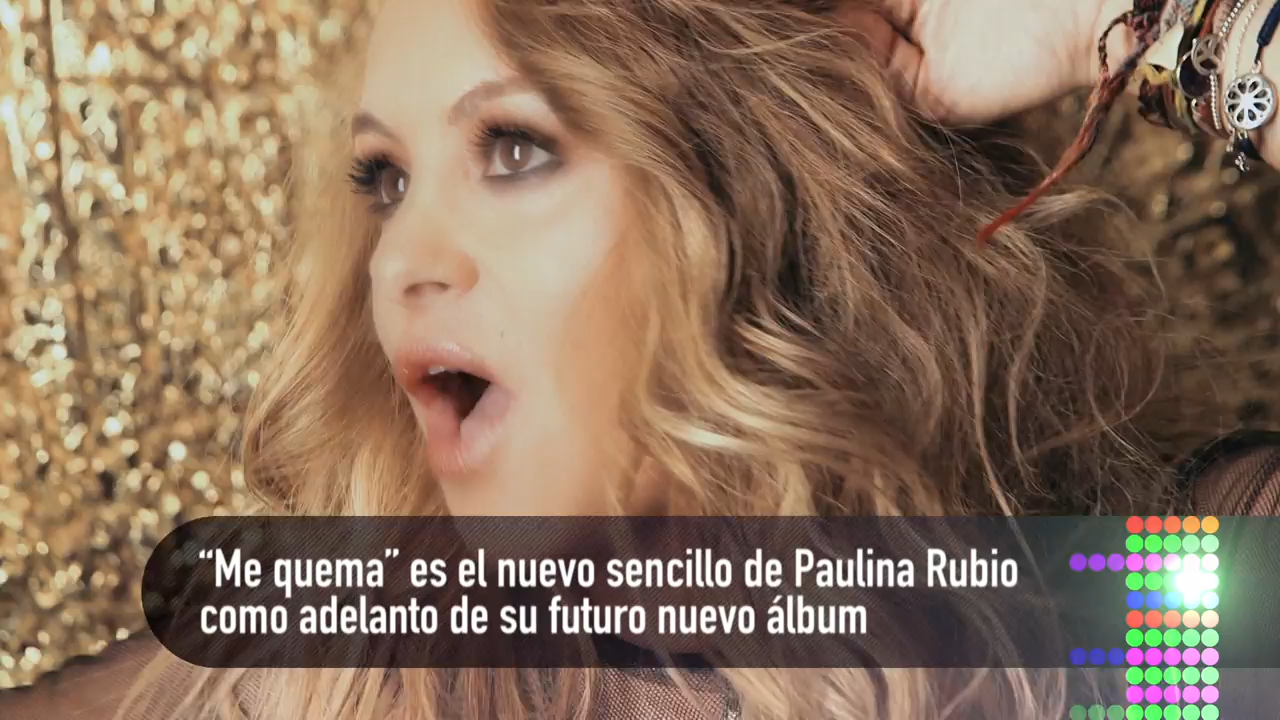 “Me quema” es el nuevo sencillo de Paulina Rubio
como adelanto de su futuro nuevo álbum